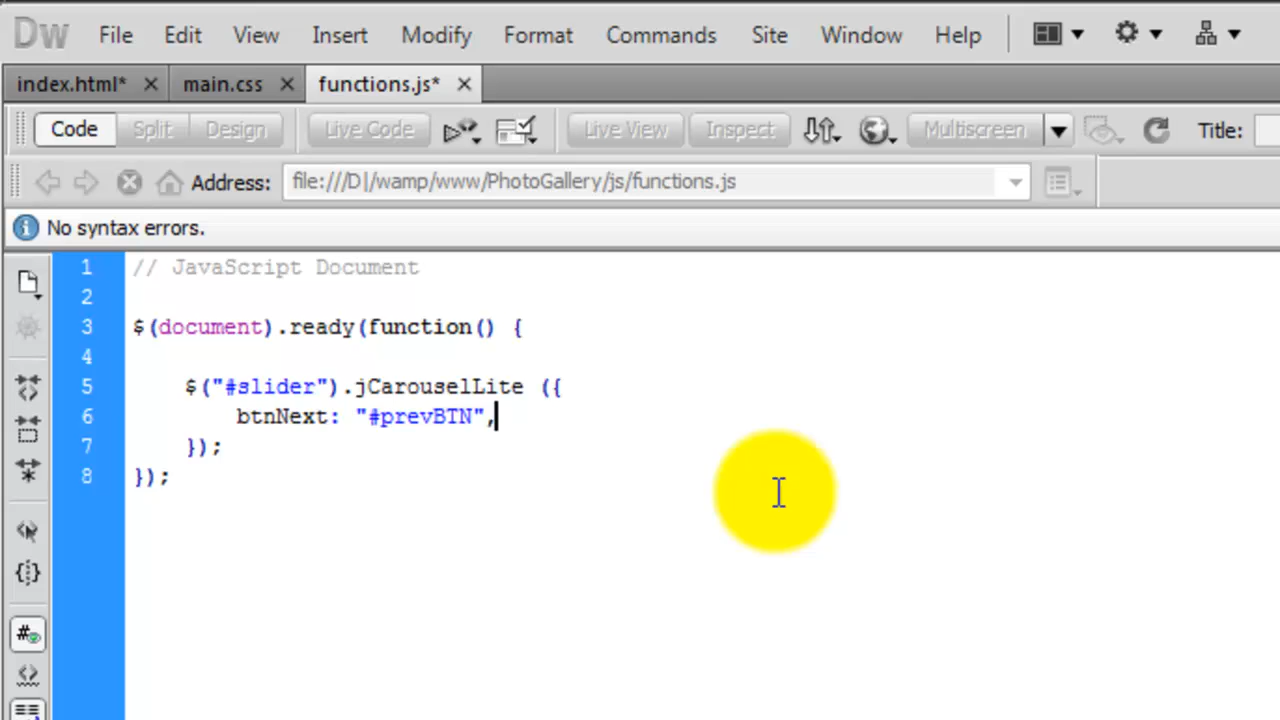 Dw File Edit View Insert Modify Format Commands Site Window Help
index.html* main.css functions.js*
Code Split Design Live Code Live View Inspect Multiscreen Title:
Address: file:///D|/wamp/www/PhotoGallery/js/functions.js
No syntax errors.
1 // JavaScript Document
2
3 $(document).ready(function() {
4
5 $("#slider").jCarouselLite ({
6 btnNext: "#prevBTN",
7 });
8 });